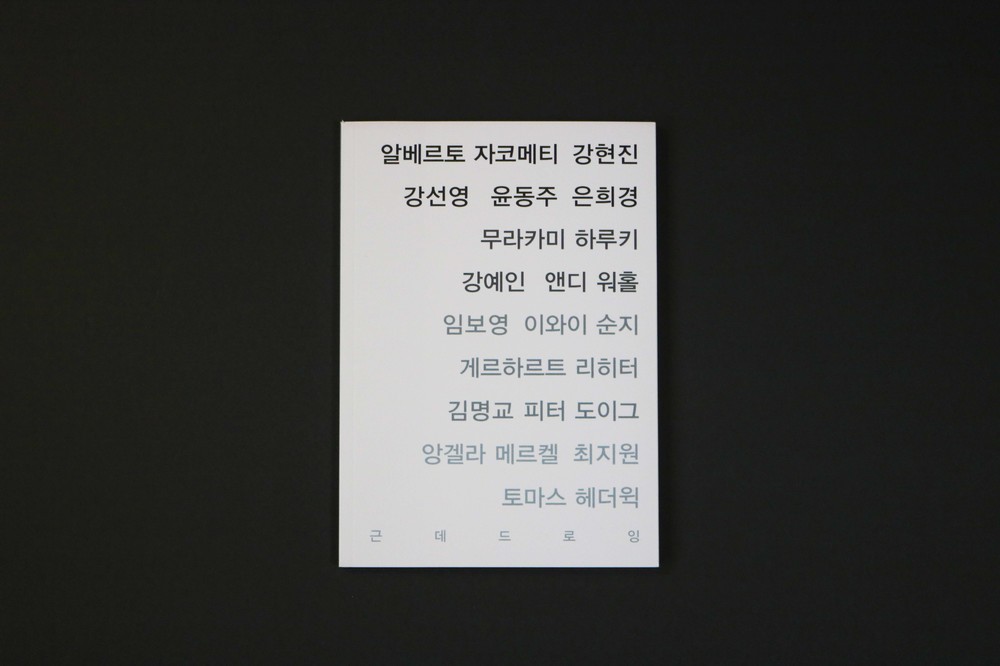 알베르토 자코메티 강현진
강선영 윤동주 은희경
무라카미 하루키
강예인 앤디 워홀
임보영 이와이 순지
게르하르트 리히터
김명교 피터 도이그
앙겔라 메르켈 최지원
토마스 헤더윅
근 데 드 로 잉